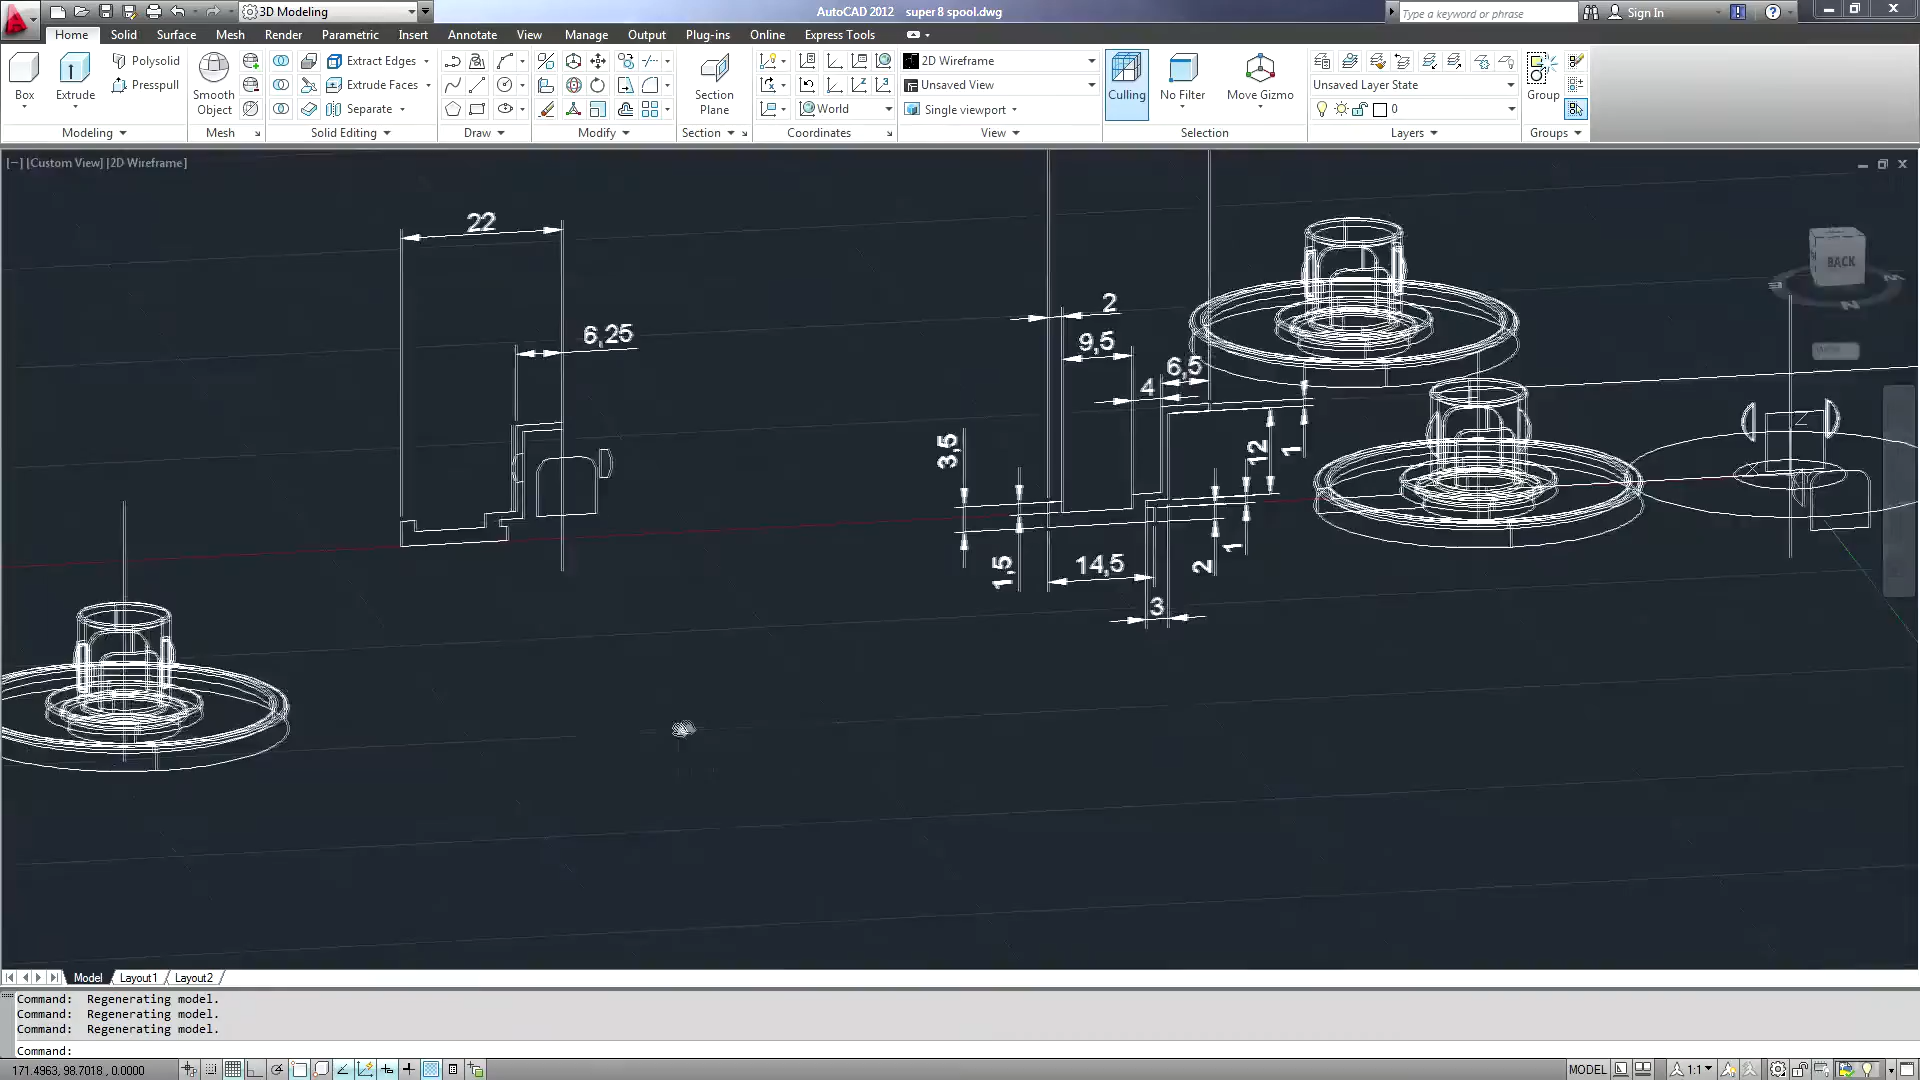 3D Modeling
AutoCAD 2012 super 8 spool.dwg
Type a keyword or phrase
Sign In
Home Solid Surface Mesh Render Parametric Insert Annotate View Manage Output Plug-ins Online Express Tools
Box
Extrude
Polysolid
Presspull
Smooth Object
Extract Edges
Extrude Faces
Separate
Section Plane
World
2D Wireframe
Unsaved View
Single viewport
Culling
No Filter
Move Gizmo
Unsaved Layer State
0
Group
Modeling
Mesh
Solid Editing
Draw
Modify
Section
Coordinates
View
Selection
Layers
Groups
[−] [Custom View] [2D Wireframe]
22
6,25
2
9,5
6,5
4
3,5
12
1
1,5
14,5
2
1
3
BACK
N
Z
Model Layout1 Layout2
Command: Regenerating model.
Command: Regenerating model.
Command: Regenerating model.
Command:
171.4963, 98.7018 , 0.0000
MODEL
1:1